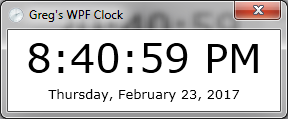 Greg's WPF Clock
8:40:59 PM
Thursday, February 23, 2017